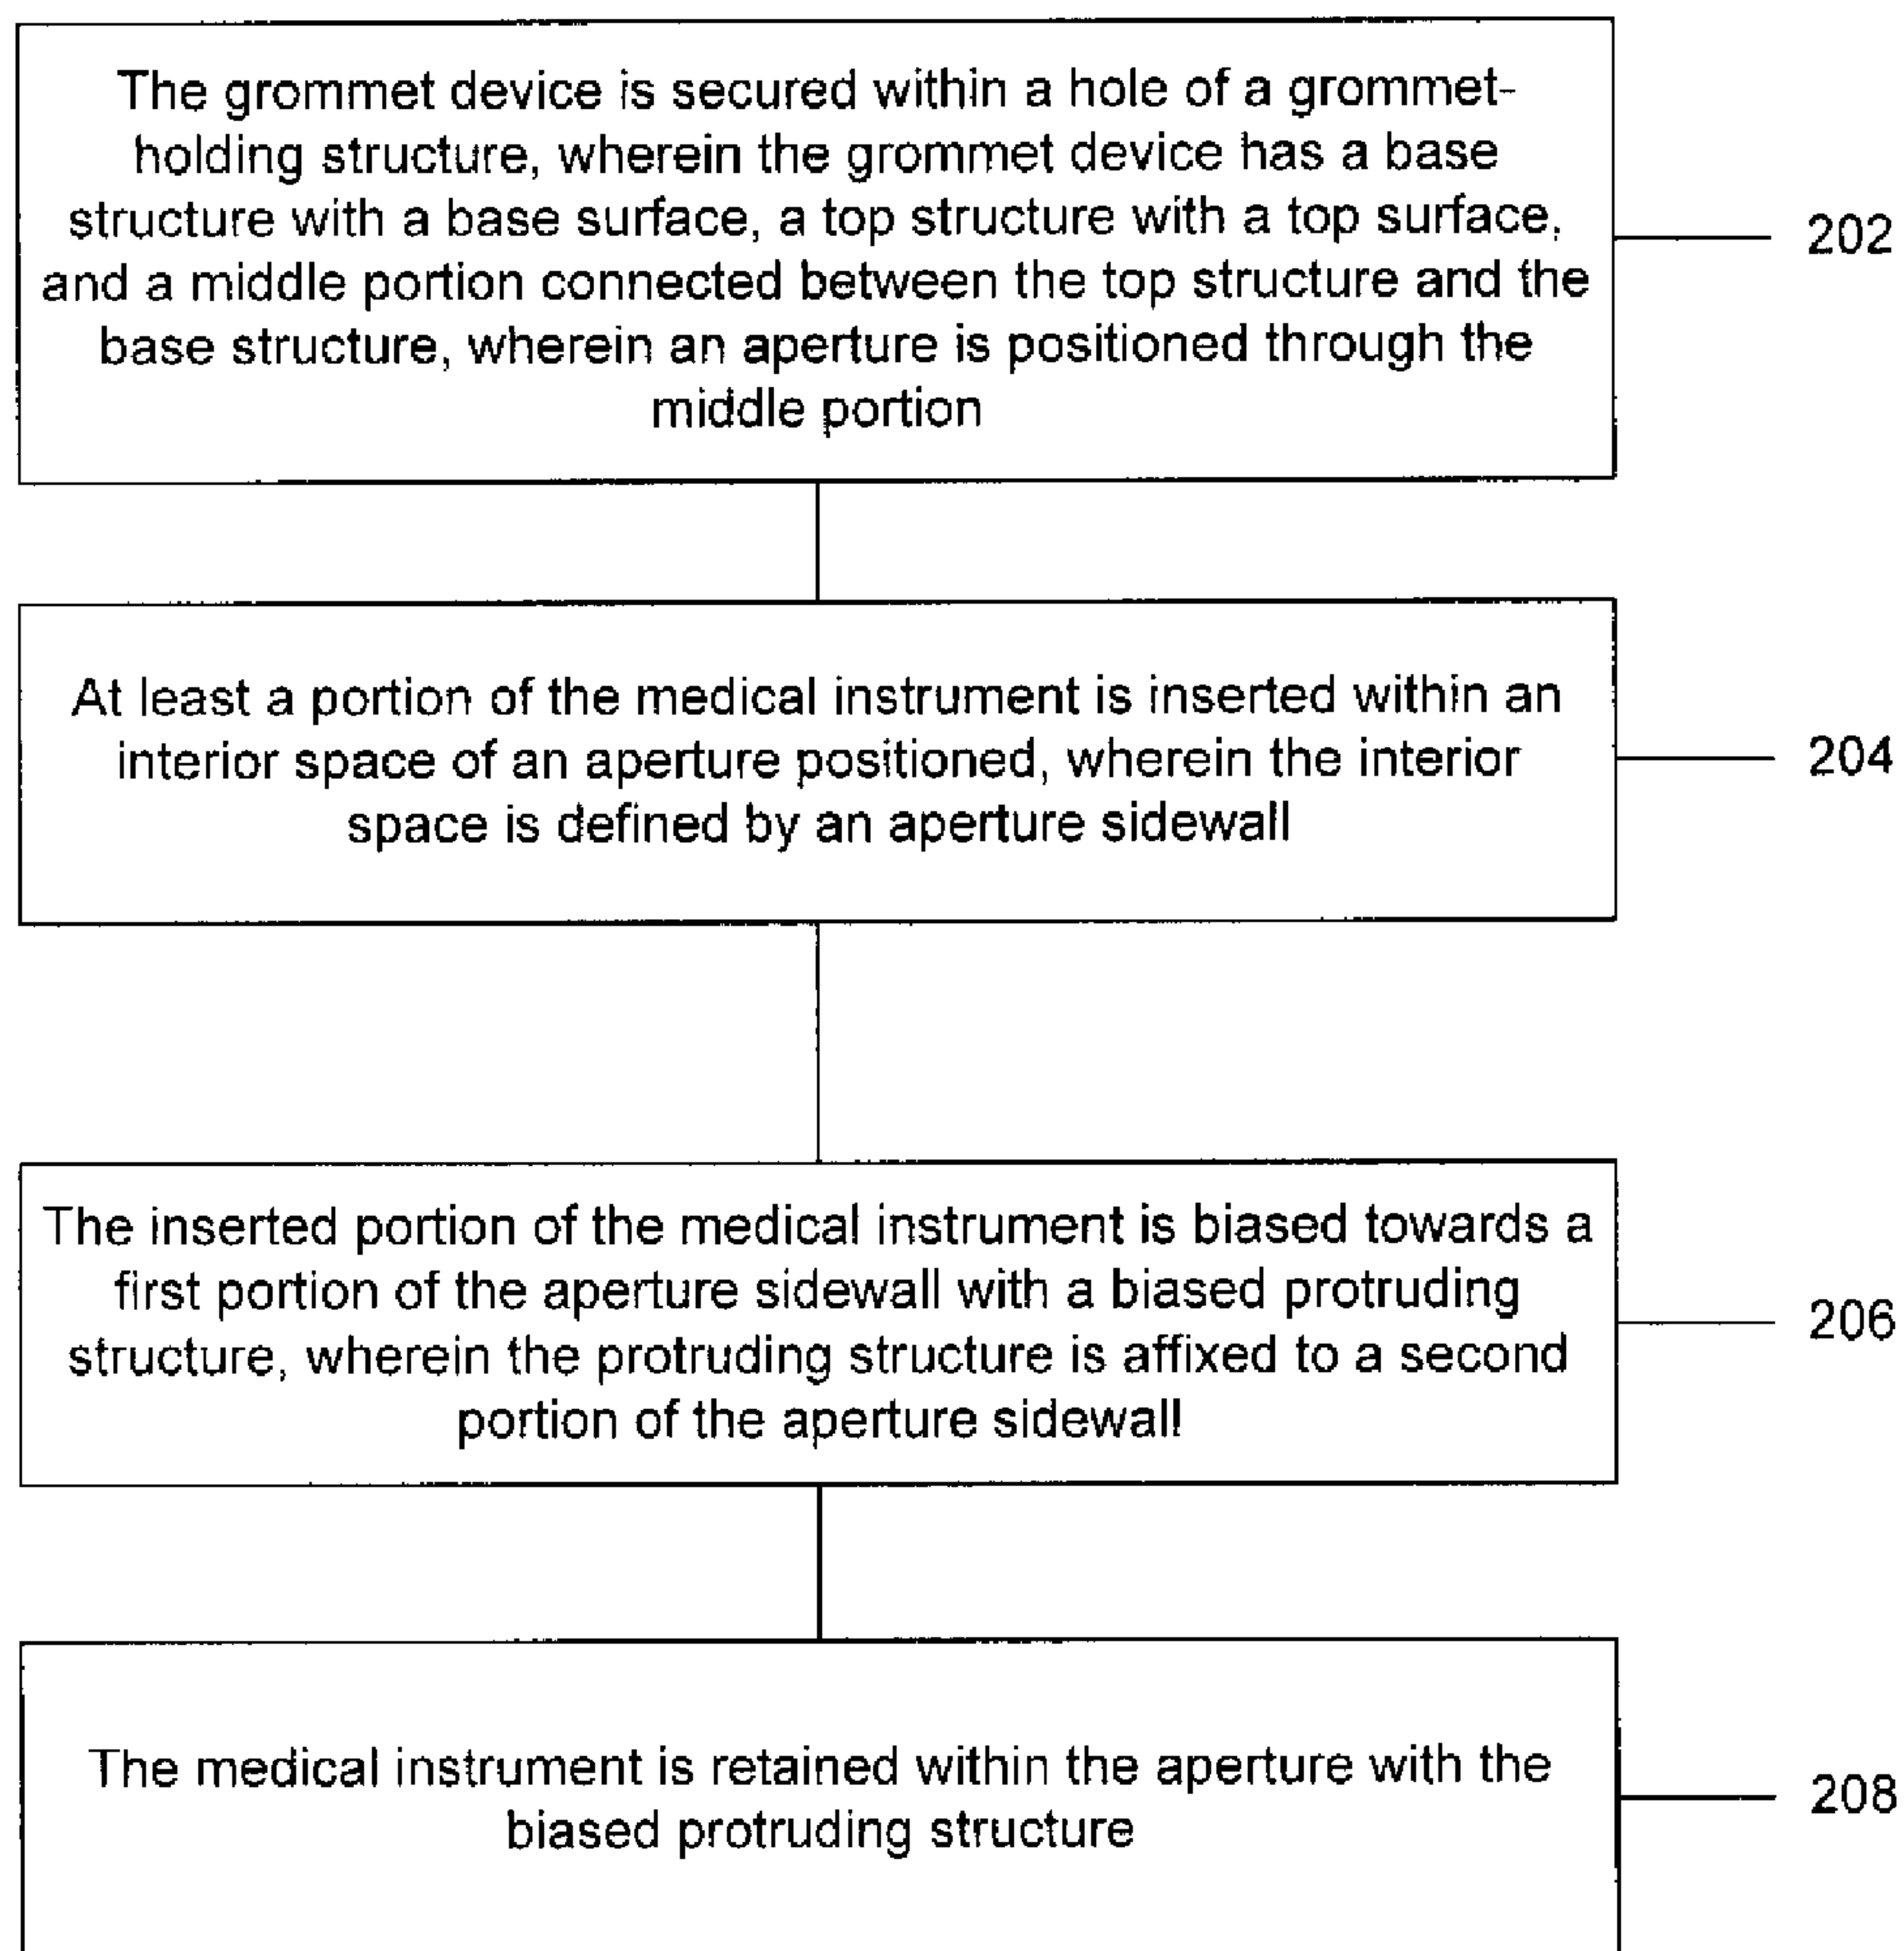 The grommet device is secured within a hole of a grommet-
holding structure, wherein the grommet device has a base
structure with a base surface, a top structure with a top surface,
and a middle portion connected between the top structure and the
base structure, wherein an aperture is positioned through the
middle portion
202
At least a portion of the medical instrument is inserted within an
interior space of an aperture positioned, wherein the interior
space is defined by an aperture sidewall
204
The inserted portion of the medical instrument is biased towards a
first portion of the aperture sidewall with a biased protruding
structure, wherein the protruding structure is affixed to a second
portion of the aperture sidewall
206
The medical instrument is retained within the aperture with the
biased protruding structure
208